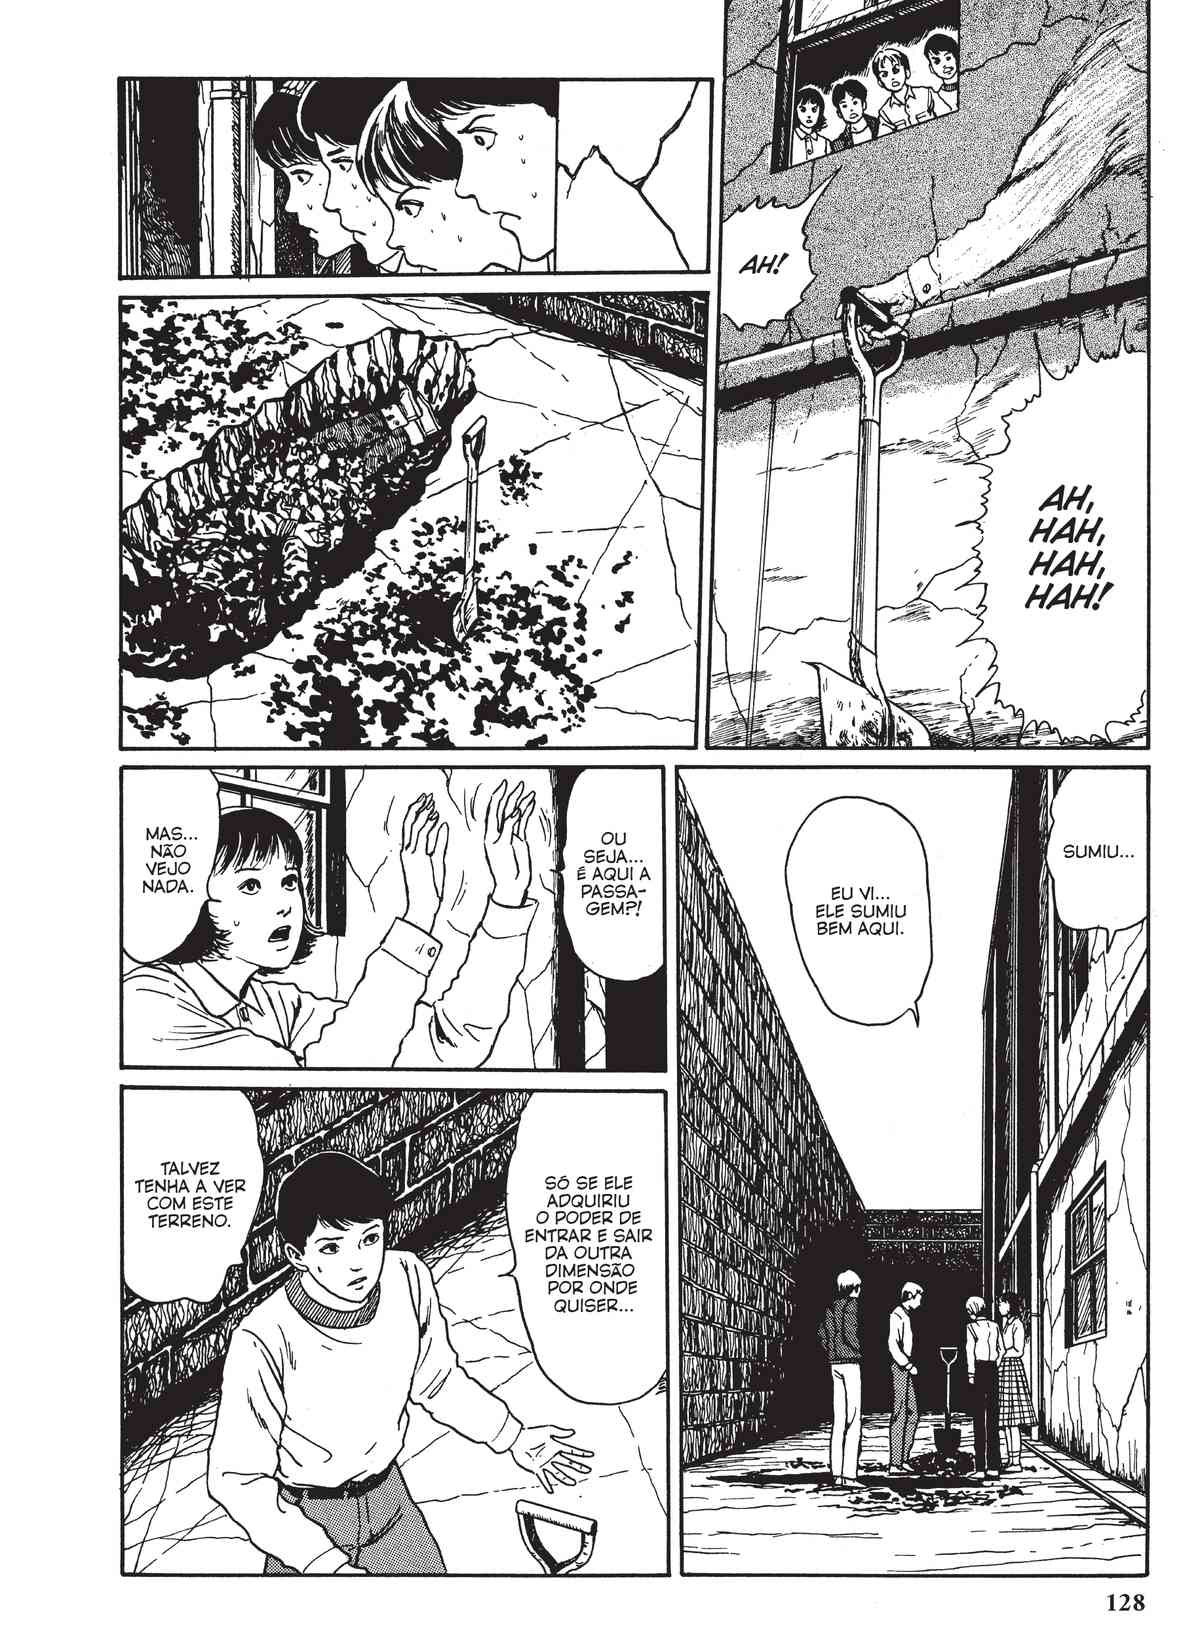 AH!
AH,
HAH,
HAH,
HAH!
SUMIU...
EU VI...
ELE SUMIU
BEM AQUI.
OU
SEJA...
É AQUI A
PASSA-
GEM?!
MAS...
NÃO
VEJO
NADA.
SÓ SE ELE
ADQUIRIU
O PODER DE
ENTRAR E SAIR
DA OUTRA
DIMENSÃO
POR ONDE
QUISER...
TALVEZ
TENHA A VER
COM ESTE
TERRENO.
128